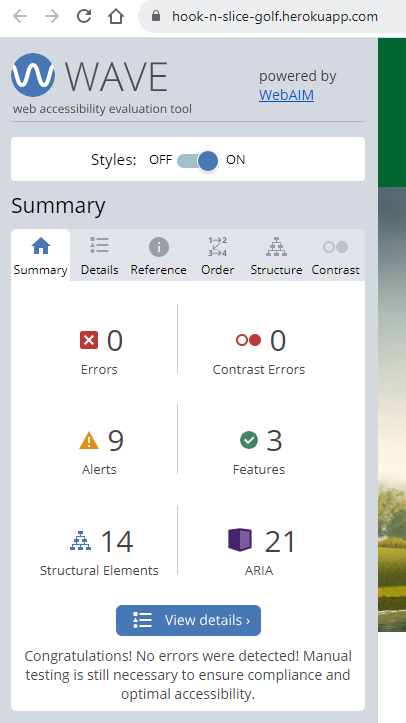 hook-n-slice-golf.herokuapp.com
WAVE
web accessibility evaluation tool
powered by
WebAIM
Styles: OFF ON
Summary
Summary Details Reference Order Structure Contrast
0
Errors
0
Contrast Errors
9
Alerts
3
Features
14
Structural Elements
21
ARIA
View details ›
Congratulations! No errors were detected! Manual
testing is still necessary to ensure compliance and
optimal accessibility.